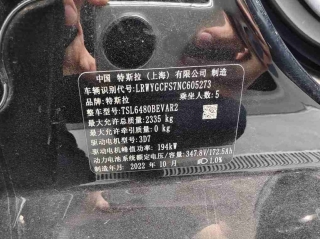 中国 特斯拉(上海)有限公司 制造
车辆识别代号:LRWYGCFS7NC605273
品牌:特斯拉 乘坐人数:5
整车型号:TSL6480BEVAR2
最大允许总质量:2335 kg
最大允许牵引质量:0 kg
驱动电机型号:3D7
驱动电机峰值功率:194kW
动力电池系统额定电压/容量:347.8V/172.5Ah
制造年月:2022 年 10 月 1.0%